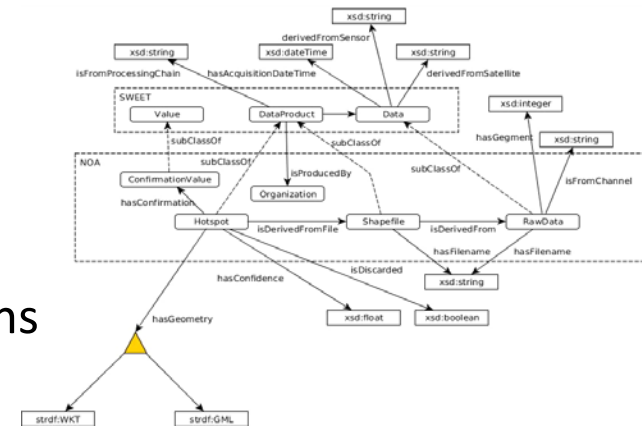 xsd:string
derivedFromSensor
xsd:string
xsd:dateTime
xsd:string
isFromProcessingChain
hasAcquisitionDateTime
derivedFromSatellite
SWEET
Value
DataProduct
Data
xsd:integer
hasGegment
xsd:string
subClassOf
subClassOf
subClassOf
NOA
subClassOf
isProducedBy
isFromChannel
ConfirmationValue
Organization
hasConfirmation
Hotspot
isDerivedFromFile
Shapefile
isDerivedFrom
RawData
hasFilename
hasFilename
isDiscarded
hasConfidence
xsd:string
ns
hasGeometry
xsd:float
xsd:boolean
strdf:WKT
strdf:GML